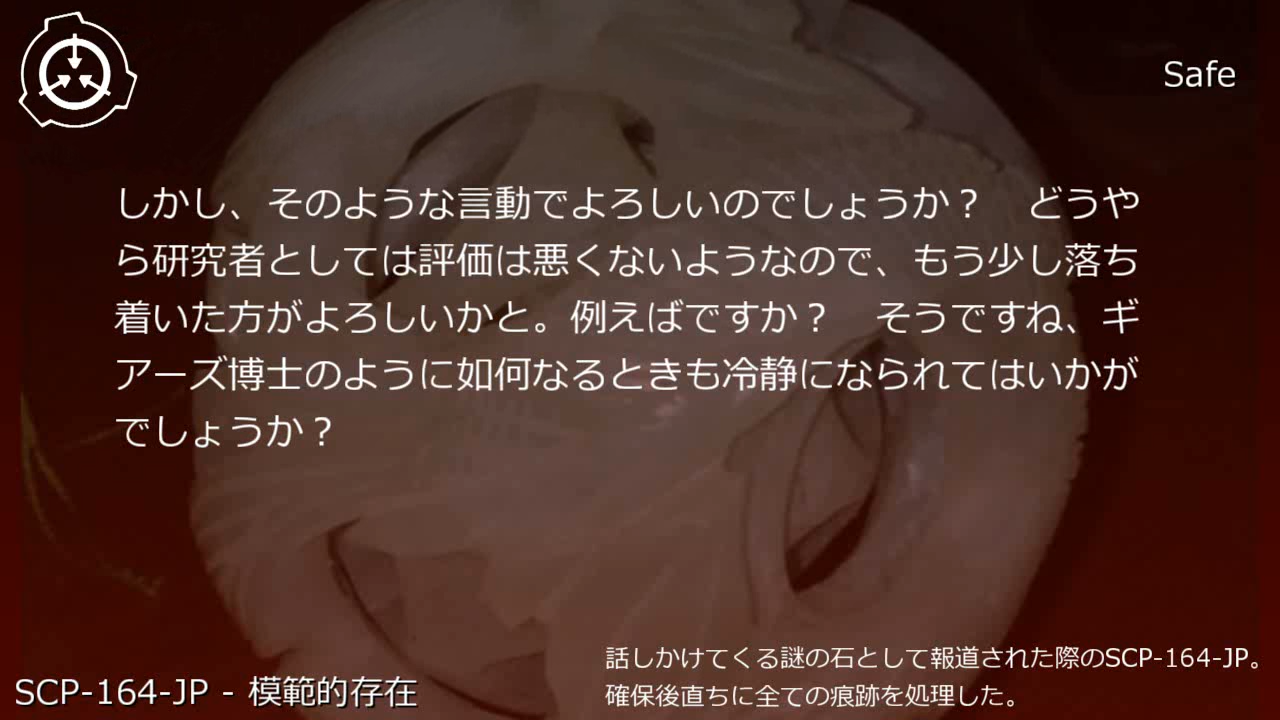 Safe
しかし、そのような言動でよろしいのでしょうか？　どうや
ら研究者としては評価は悪くないようなので、もう少し落ち
着いた方がよろしいかと。例えばですか？　そうですね、ギ
アーズ博士のように如何なるときも冷静になられてはいかが
でしょうか？
話しかけてくる謎の石として報道された際のSCP-164-JP。
確保後直ちに全ての痕跡を処理した。
SCP-164-JP - 模範的存在